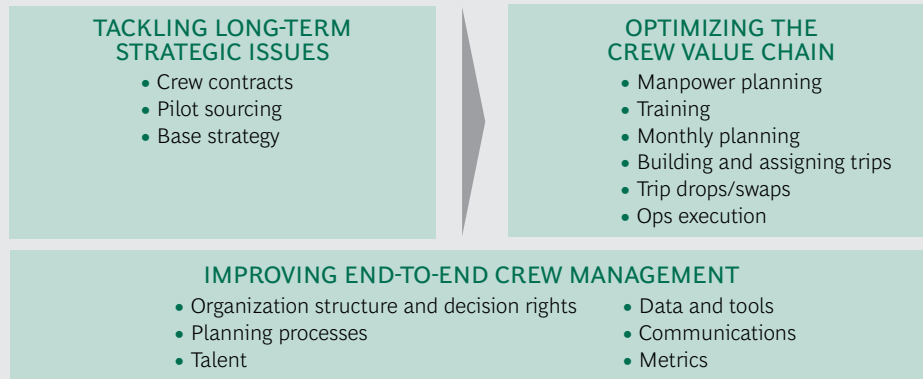 TACKLING LONG-TERM
STRATEGIC ISSUES
• Crew contracts
• Pilot sourcing
• Base strategy
OPTIMIZING THE
CREW VALUE CHAIN
• Manpower planning
• Training
• Monthly planning
• Building and assigning trips
• Trip drops/swaps
• Ops execution
IMPROVING END-TO-END CREW MANAGEMENT
• Organization structure and decision rights
• Planning processes
• Talent
• Data and tools
• Communications
• Metrics